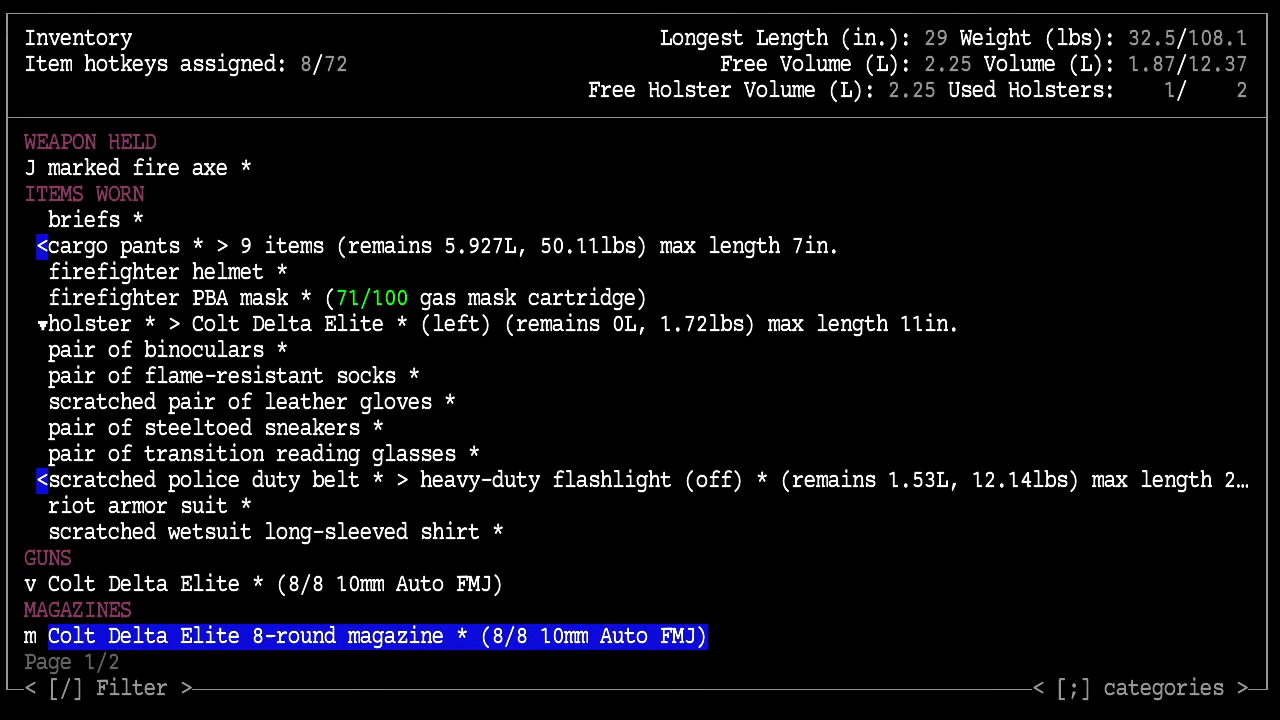 Inventory
Longest Length (in.): 29 Weight (lbs): 32.5/108.1
Item hotkeys assigned: 8/72
Free Volume (L): 2.25 Volume (L): 1.87/12.37
Free Holster Volume (L): 2.25 Used Holsters: 1/ 2
WEAPON HELD
J marked fire axe *
ITEMS WORN
briefs *
<cargo pants * > 9 items (remains 5.927L, 50.11lbs) max length 7in.
firefighter helmet *
firefighter PBA mask * (71/100 gas mask cartridge)
▼holster * > Colt Delta Elite * (left) (remains 0L, 1.72lbs) max length 11in.
pair of binoculars *
pair of flame-resistant socks *
scratched pair of leather gloves *
pair of steeltoed sneakers *
pair of transition reading glasses *
<scratched police duty belt * > heavy-duty flashlight (off) * (remains 1.53L, 12.14lbs) max length 2…
riot armor suit *
scratched wetsuit long-sleeved shirt *
GUNS
v Colt Delta Elite * (8/8 10mm Auto FMJ)
MAGAZINES
m Colt Delta Elite 8-round magazine * (8/8 10mm Auto FMJ)
Page 1/2
< [/] Filter >
< [;] categories >